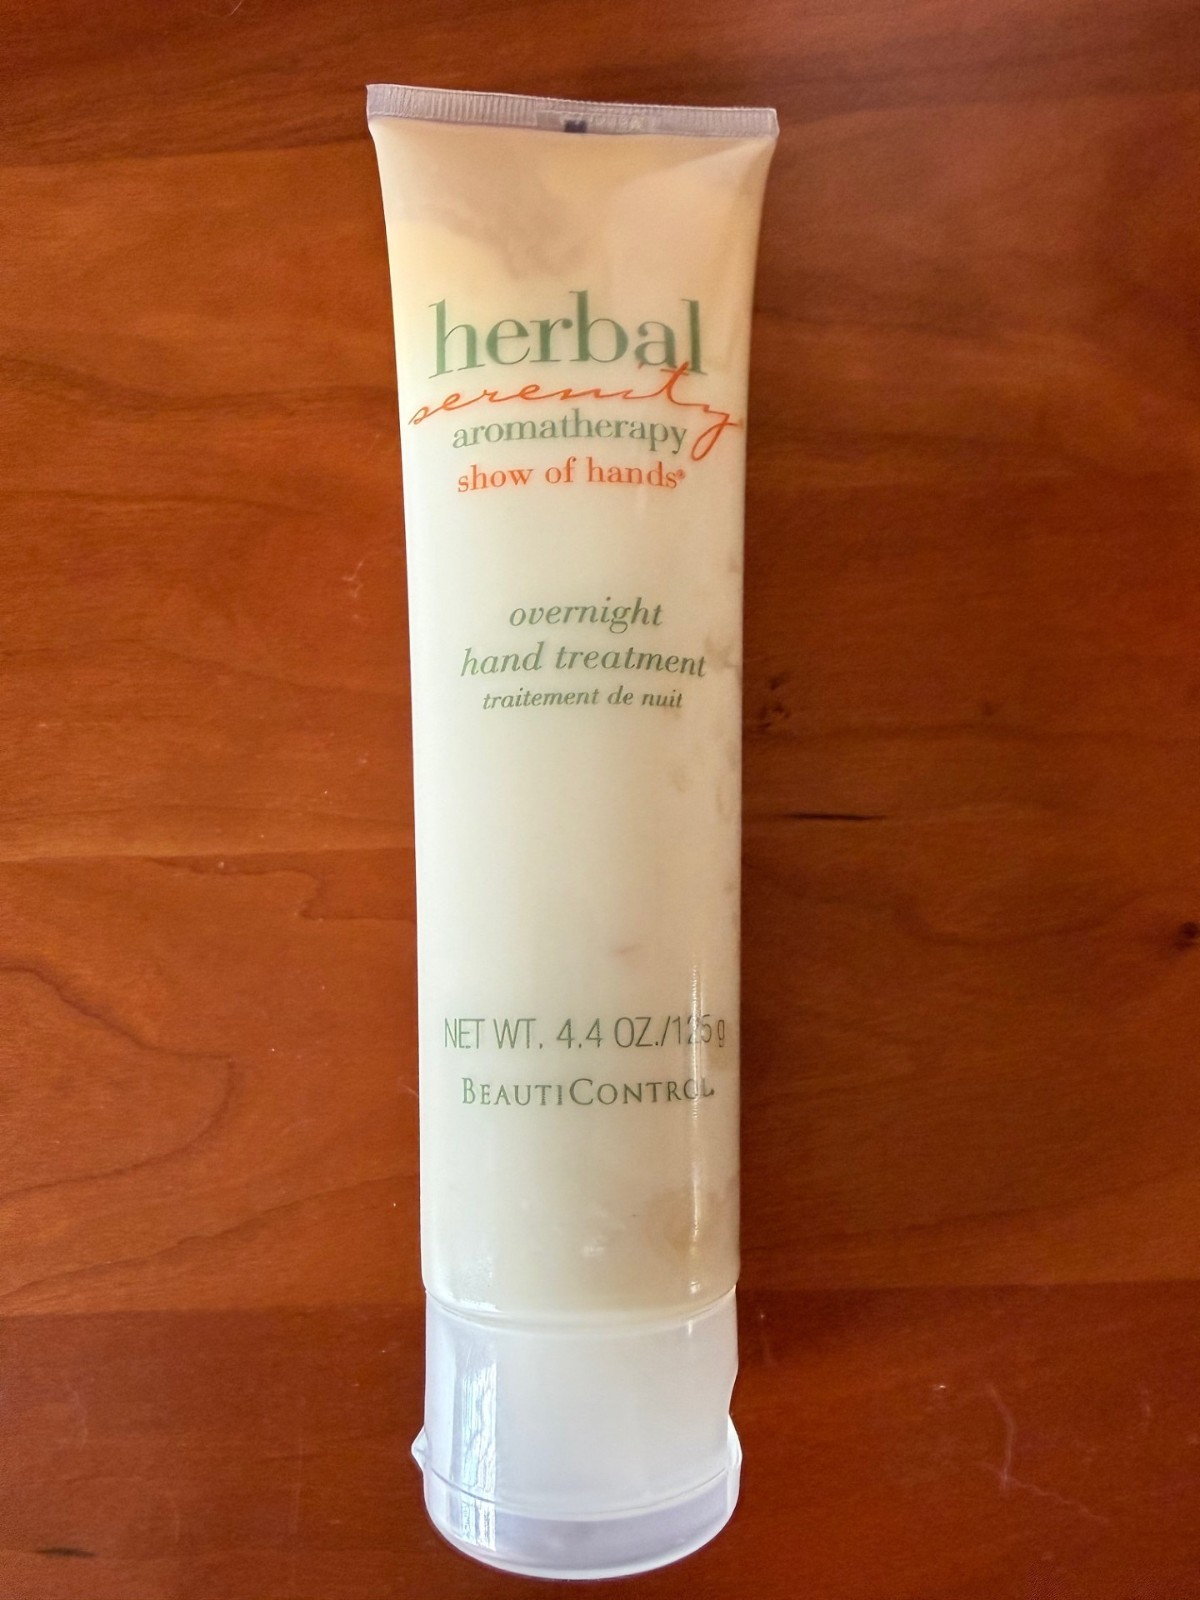 herbal
serenity®
aromatherapy
show of hands®
overnight
hand treatment
traitement de nuit
NET WT. 4.4 OZ./125 g
BEAUTICONTROL